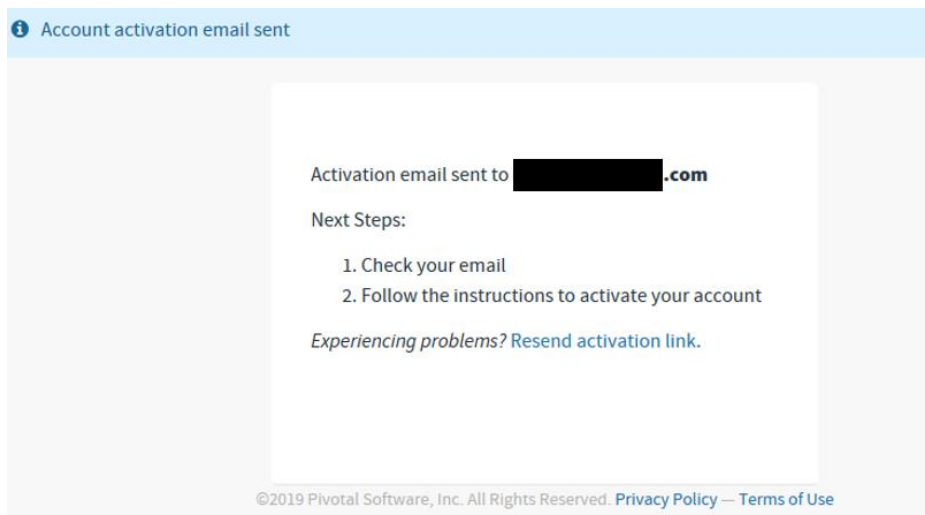 Account activation email sent
Activation email sent to .com
Next Steps:
1. Check your email
2. Follow the instructions to activate your account
Experiencing problems? Resend activation link.
©2019 Pivotal Software, Inc. All Rights Reserved. Privacy Policy — Terms of Use